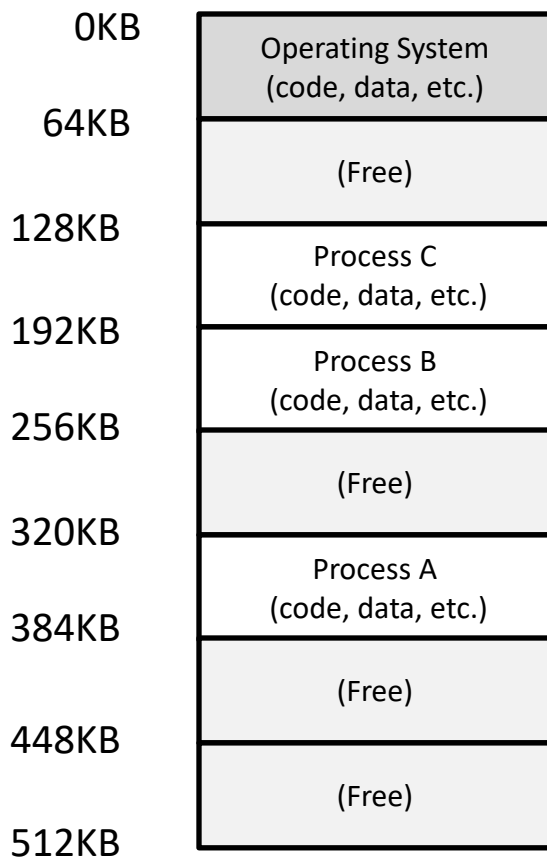 0KB
Operating System
(code, data, etc.)
64KB
(Free)
128KB
Process C
(code, data, etc.)
192KB
Process B
(code, data, etc.)
256KB
(Free)
320KB
Process A
(code, data, etc.)
384KB
(Free)
448KB
(Free)
512KB